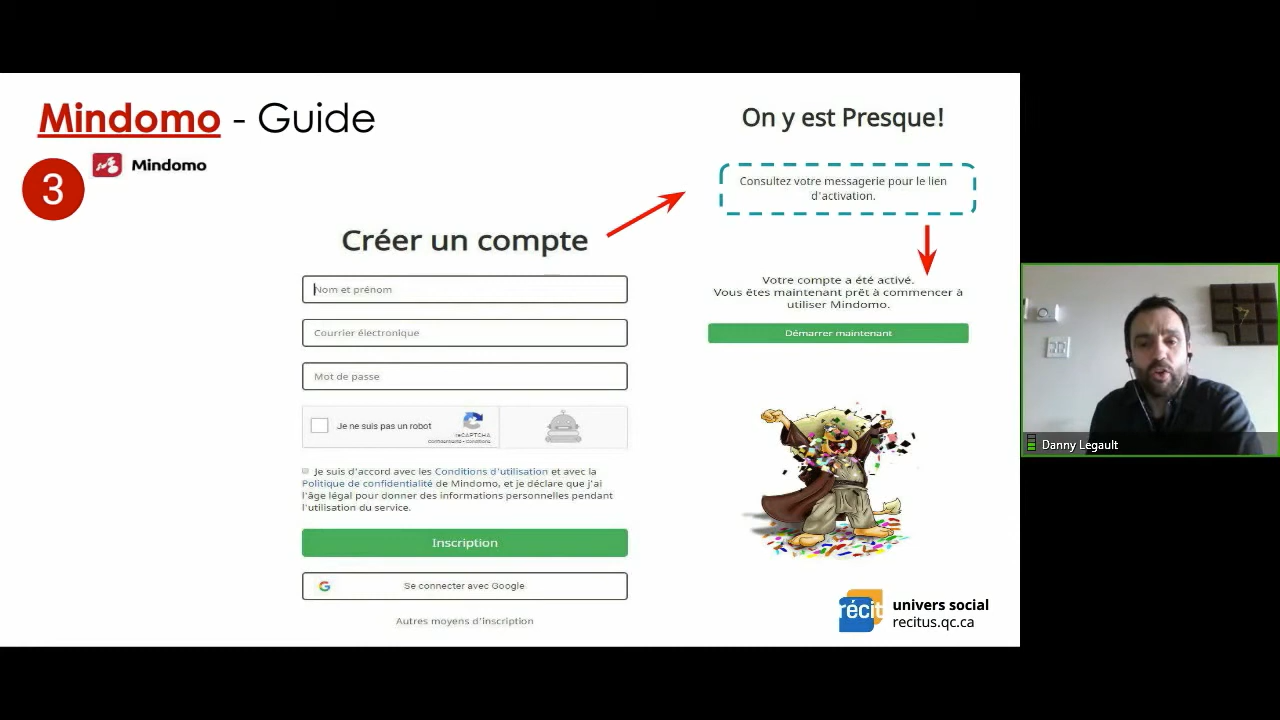 Mindomo - Guide
3
Mindomo
Créer un compte
Nom et prénom
Courrier électronique
Mot de passe
Je ne suis pas un robot
reCAPTCHA
Confidentialité • Conditions
Je suis d'accord avec les Conditions d'utilisation et avec la
Politique de confidentialité de Mindomo, et je déclare que j'ai
l'âge légal pour donner des informations personnelles pendant
l'utilisation du service.
Inscription
Se connecter avec Google
Autres moyens d'inscription
On y est Presque!
Consultez votre messagerie pour le lien
d'activation.
Votre compte a été activé.
Vous êtes maintenant prêt à commencer à
utiliser Mindomo.
Démarrer maintenant
récit
univers social
recitus.qc.ca
Danny Legault